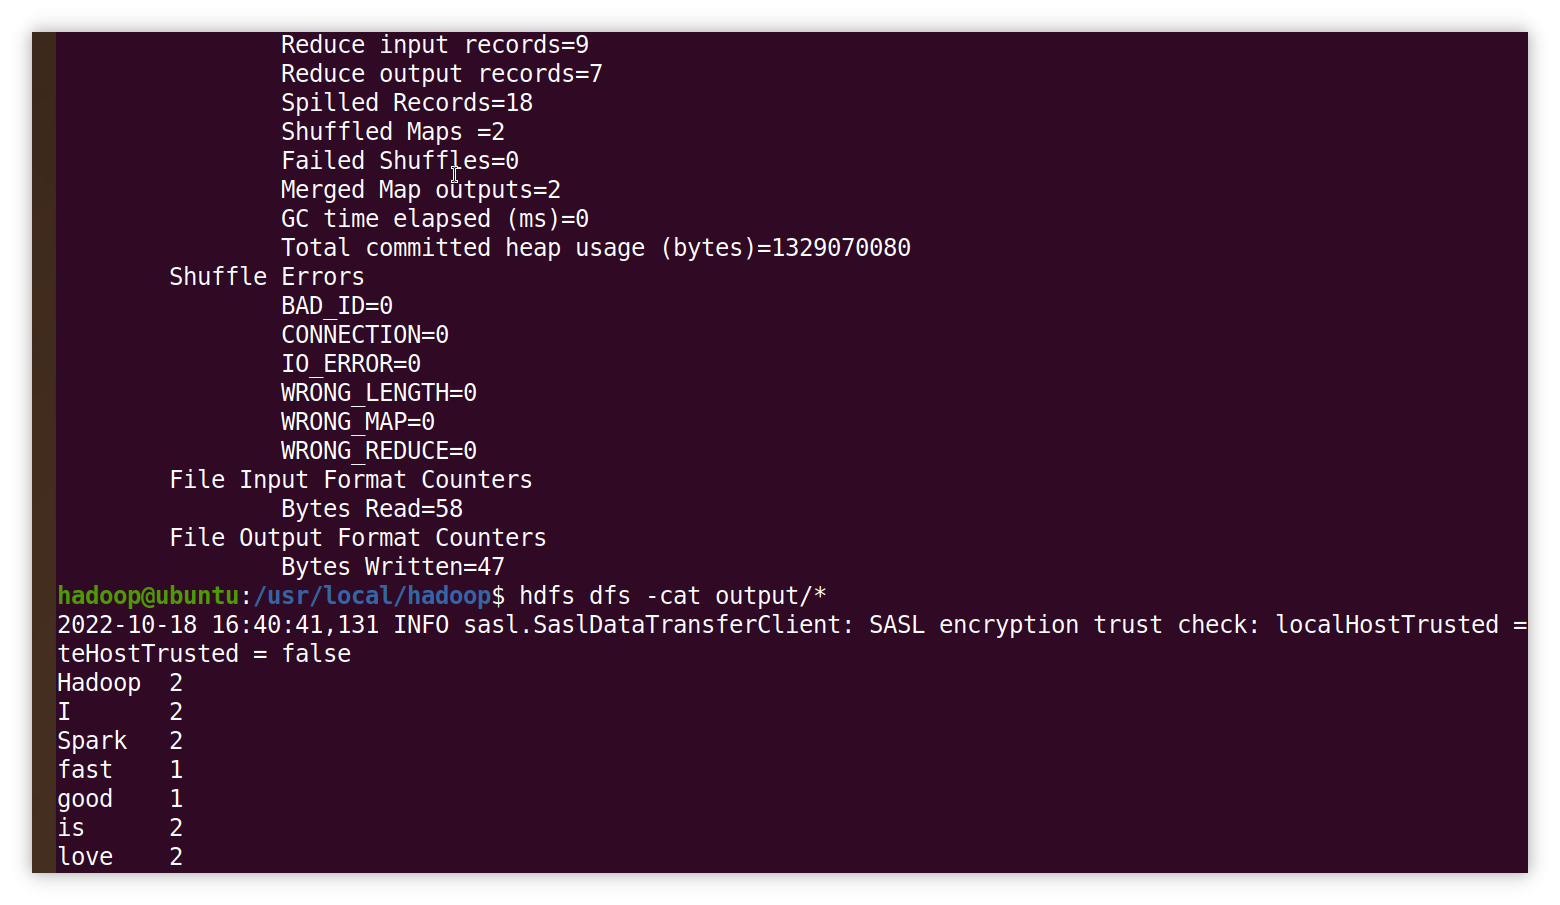 Reduce input records=9
Reduce output records=7
Spilled Records=18
Shuffled Maps =2
Failed Shuffles=0
Merged Map outputs=2
GC time elapsed (ms)=0
Total committed heap usage (bytes)=1329070080
Shuffle Errors
BAD_ID=0
CONNECTION=0
IO_ERROR=0
WRONG_LENGTH=0
WRONG_MAP=0
WRONG_REDUCE=0
File Input Format Counters
Bytes Read=58
File Output Format Counters
Bytes Written=47
hadoop@ubuntu:/usr/local/hadoop$ hdfs dfs -cat output/*
2022-10-18 16:40:41,131 INFO sasl.SaslDataTransferClient: SASL encryption trust check: localHostTrusted =
teHostTrusted = false
Hadoop 2
I 2
Spark 2
fast 1
good 1
is 2
love 2